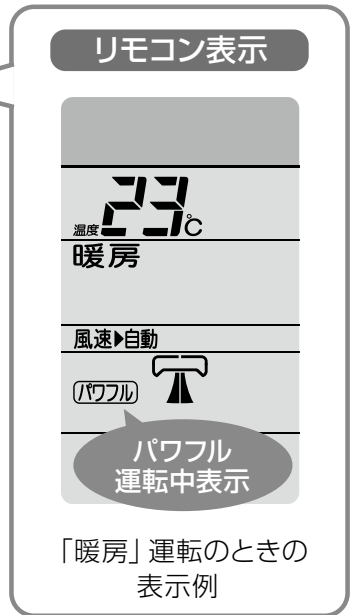 リモコン表示
温度23℃
暖房
風速▶自動
パワフル
パワフル
運転中表示
「暖房」運転のときの
表示例